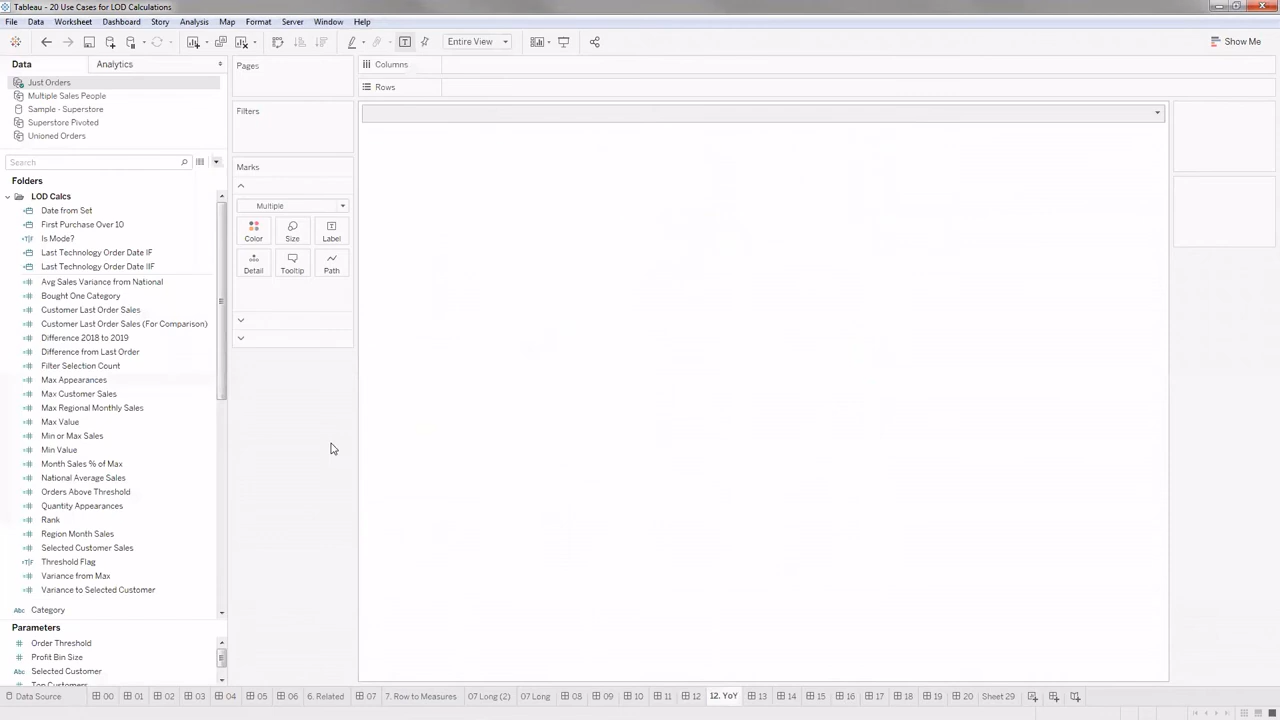 Tableau - 20 Use Cases for LOD Calculations
File Data Worksheet Dashboard Story Analysis Map Format Server Window Help
Entire View
Show Me
Data Analytics
Just Orders
Multiple Sales People
Sample - Superstore
Superstore Pivoted
Unioned Orders
Search
Folders
LOD Calcs
Date from Set
First Purchase Over 10
Is Mode?
Last Technology Order Date IF
Last Technology Order Date IIF
Avg Sales Variance from National
Bought One Category
Customer Last Order Sales
Customer Last Order Sales (For Comparison)
Difference 2018 to 2019
Difference from Last Order
Filter Selection Count
Max Appearances
Max Customer Sales
Max Regional Monthly Sales
Max Value
Min or Max Sales
Min Value
Month Sales % of Max
National Average Sales
Orders Above Threshold
Quantity Appearances
Rank
Region Month Sales
Selected Customer Sales
Threshold Flag
Variance from Max
Variance to Selected Customer
Abc Category
Parameters
Order Threshold
Profit Bin Size
Abc Selected Customer
Top Customers
Pages
Filters
Marks
Multiple
Color Size Label
Detail Tooltip Path
Columns
Rows
Data Source 00 01 02 03 04 05 06 6. Related 07 7. Row to Measures 07 Long (2) 07 Long 08 09 10 11 12 12. YoY 13 14 15 16 17 18 19 20 Sheet 29